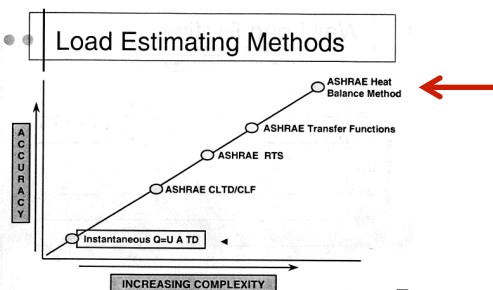 Load Estimating Methods
ASHRAE Heat
Balance Method
ASHRAE Transfer Functions
ASHRAE RTS
ASHRAE CLTD/CLF
Instantaneous Q=U A TD
ACCURACY
INCREASING COMPLEXITY